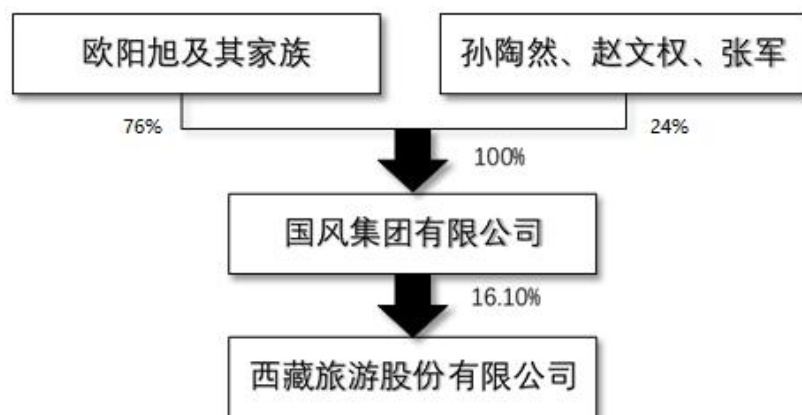 欧阳旭及其家族
孙陶然、赵文权、张军
76%
24%
100%
国风集团有限公司
16.10%
西藏旅游股份有限公司